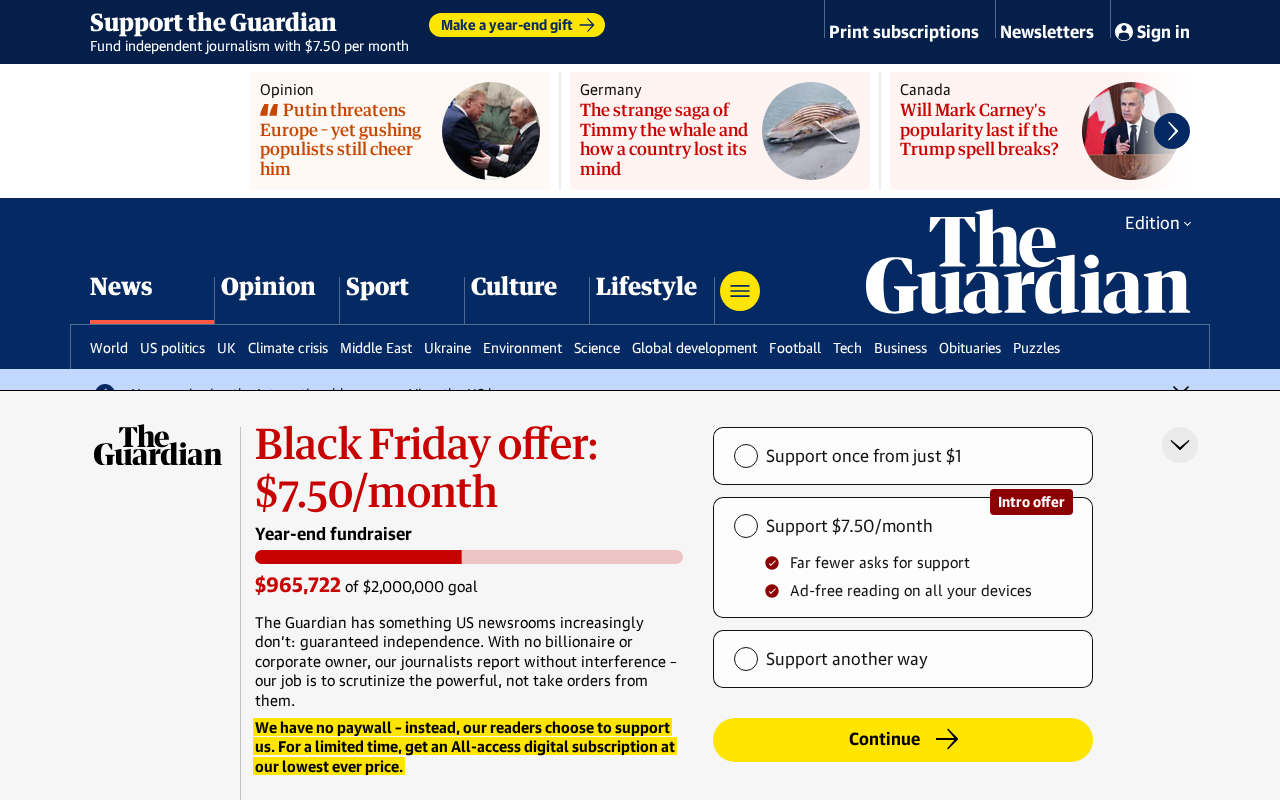 Support the Guardian
Fund independent journalism with $7.50 per month
Make a year-end gift
Print subscriptions
Newsletters
Sign in
Opinion
Putin threatens
Europe – yet gushing
populists still cheer
him
Germany
The strange saga of
Timmy the whale and
how a country lost its
mind
Canada
Will Mark Carney's
popularity last if the
Trump spell breaks?
Edition
The
Guardian
News
Opinion
Sport
Culture
Lifestyle
World
US politics
UK
Climate crisis
Middle East
Ukraine
Environment
Science
Global development
Football
Tech
Business
Obituaries
Puzzles
The
Guardian
Black Friday offer:
$7.50/month
Year-end fundraiser
$965,722 of $2,000,000 goal
The Guardian has something US newsrooms increasingly
don't: guaranteed independence. With no billionaire or
corporate owner, our journalists report without interference –
our job is to scrutinize the powerful, not take orders from
them.
We have no paywall – instead, our readers choose to support
us. For a limited time, get an All-access digital subscription at
our lowest ever price.
Support once from just $1
Intro offer
Support $7.50/month
Far fewer asks for support
Ad-free reading on all your devices
Support another way
Continue